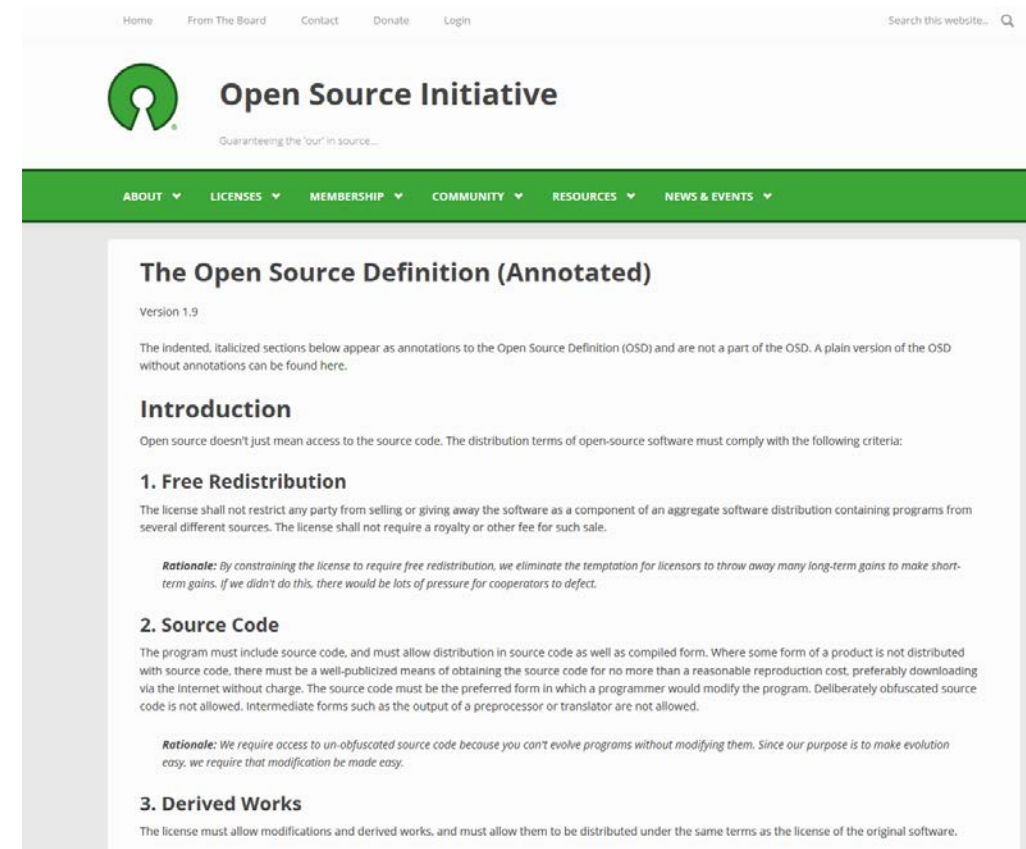 Home From The Board Contact Donate Login Search this website..
Open Source Initiative
Guaranteeing the 'our' in source...
ABOUT LICENSES MEMBERSHIP COMMUNITY RESOURCES NEWS & EVENTS
The Open Source Definition (Annotated)
Version 1.9
The indented, italicized sections below appear as annotations to the Open Source Definition (OSD) and are not a part of the OSD. A plain version of the OSD
without annotations can be found here.
Introduction
Open source doesn't just mean access to the source code. The distribution terms of open-source software must comply with the following criteria:
1. Free Redistribution
The license shall not restrict any party from selling or giving away the software as a component of an aggregate software distribution containing programs from
several different sources. The license shall not require a royalty or other fee for such sale.
Rationale: By constraining the license to require free redistribution, we eliminate the temptation for licensors to throw away many long-term gains to make short-
term gains. If we didn't do this, there would be lots of pressure for cooperators to defect.
2. Source Code
The program must include source code, and must allow distribution in source code as well as compiled form. Where some form of a product is not distributed
with source code, there must be a well-publicized means of obtaining the source code for no more than a reasonable reproduction cost, preferably downloading
via the Internet without charge. The source code must be the preferred form in which a programmer would modify the program. Deliberately obfuscated source
code is not allowed. Intermediate forms such as the output of a preprocessor or translator are not allowed.
Rationale: We require access to un-obfuscated source code because you can't evolve programs without modifying them. Since our purpose is to make evolution
easy, we require that modification be made easy.
3. Derived Works
The license must allow modifications and derived works, and must allow them to be distributed under the same terms as the license of the original software.